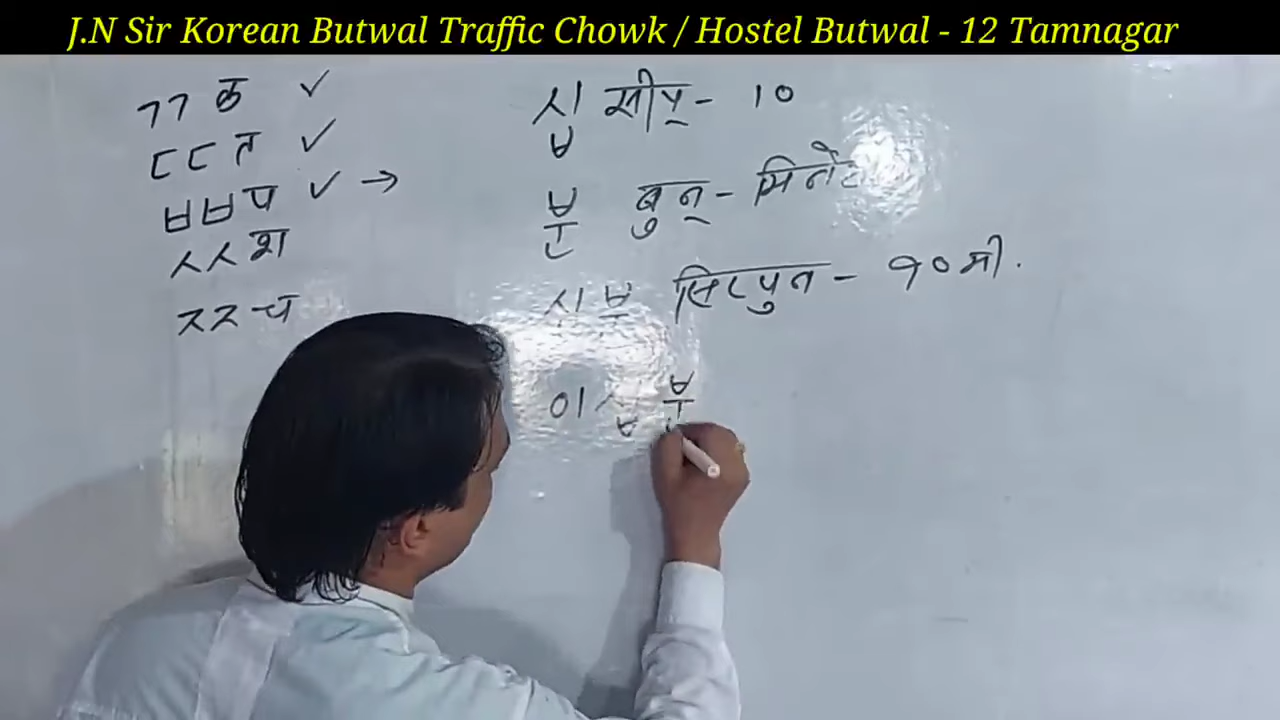 J.N Sir Korean Butwal Traffic Chowk / Hostel Butwal - 12 Tamnagar
ㄱㄱ क ✓
ㄷㄷ त ✓
ㅂㅂ प ✓ →
ㅅㅅ श
ㅈㅈ च
십 सीप् - 10
분 बुन् - मिनेट
십분 - १० मी.
이십분